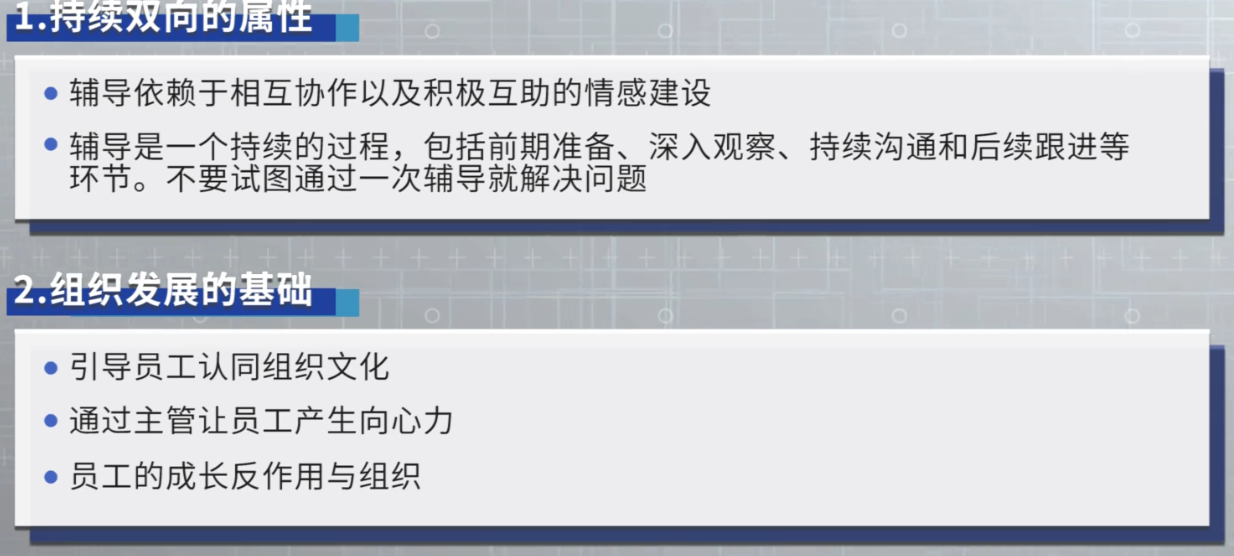 1.持续双向的属性
辅导依赖于相互协作以及积极互助的情感建设
辅导是一个持续的过程，包括前期准备、深入观察、持续沟通和后续跟进等
环节。不要试图通过一次辅导就解决问题
2.组织发展的基础
引导员工认同组织文化
通过主管让员工产生向心力
员工的成长反作用与组织